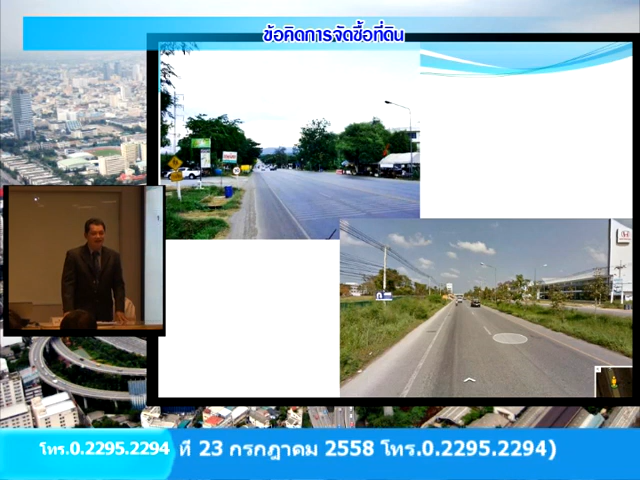 ข้อคิดการจัดซื้อที่ดิน
โทร.0.2295.2294
ที่ 23 กรกฎาคม 2558 โทร.0.2295.2294)